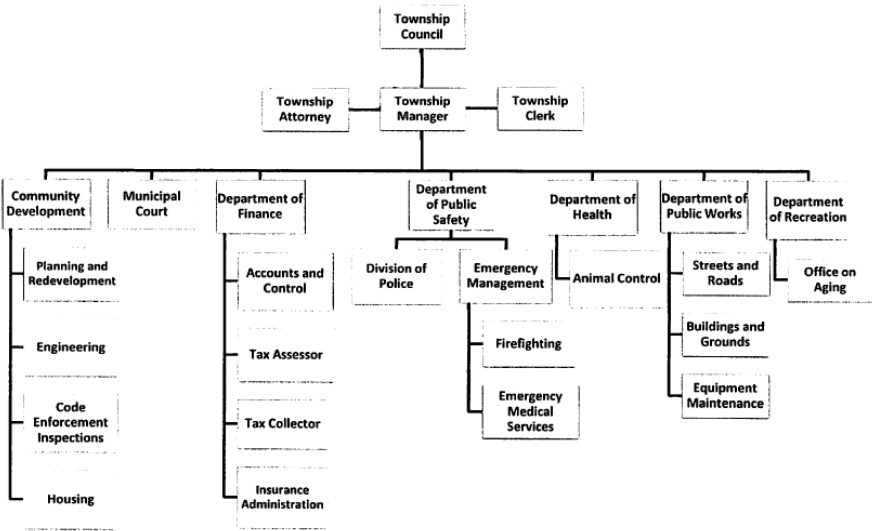 Township
Council
Township
Attorney
Township
Manager
Township
Clerk
Community
Development
Municipal
Court
Department of
Finance
Department
of Public
Safety
Department of
Health
Department of
Public Works
Department
of Recreation
Planning and
Redevelopment
Engineering
Code
Enforcement
Inspections
Housing
Accounts and
Control
Tax Assessor
Tax Collector
Insurance
Administration
Division of
Police
Emergency
Management
Firefighting
Emergency
Medical
Services
Animal Control
Streets and
Roads
Buildings and
Grounds
Equipment
Maintenance
Office on
Aging